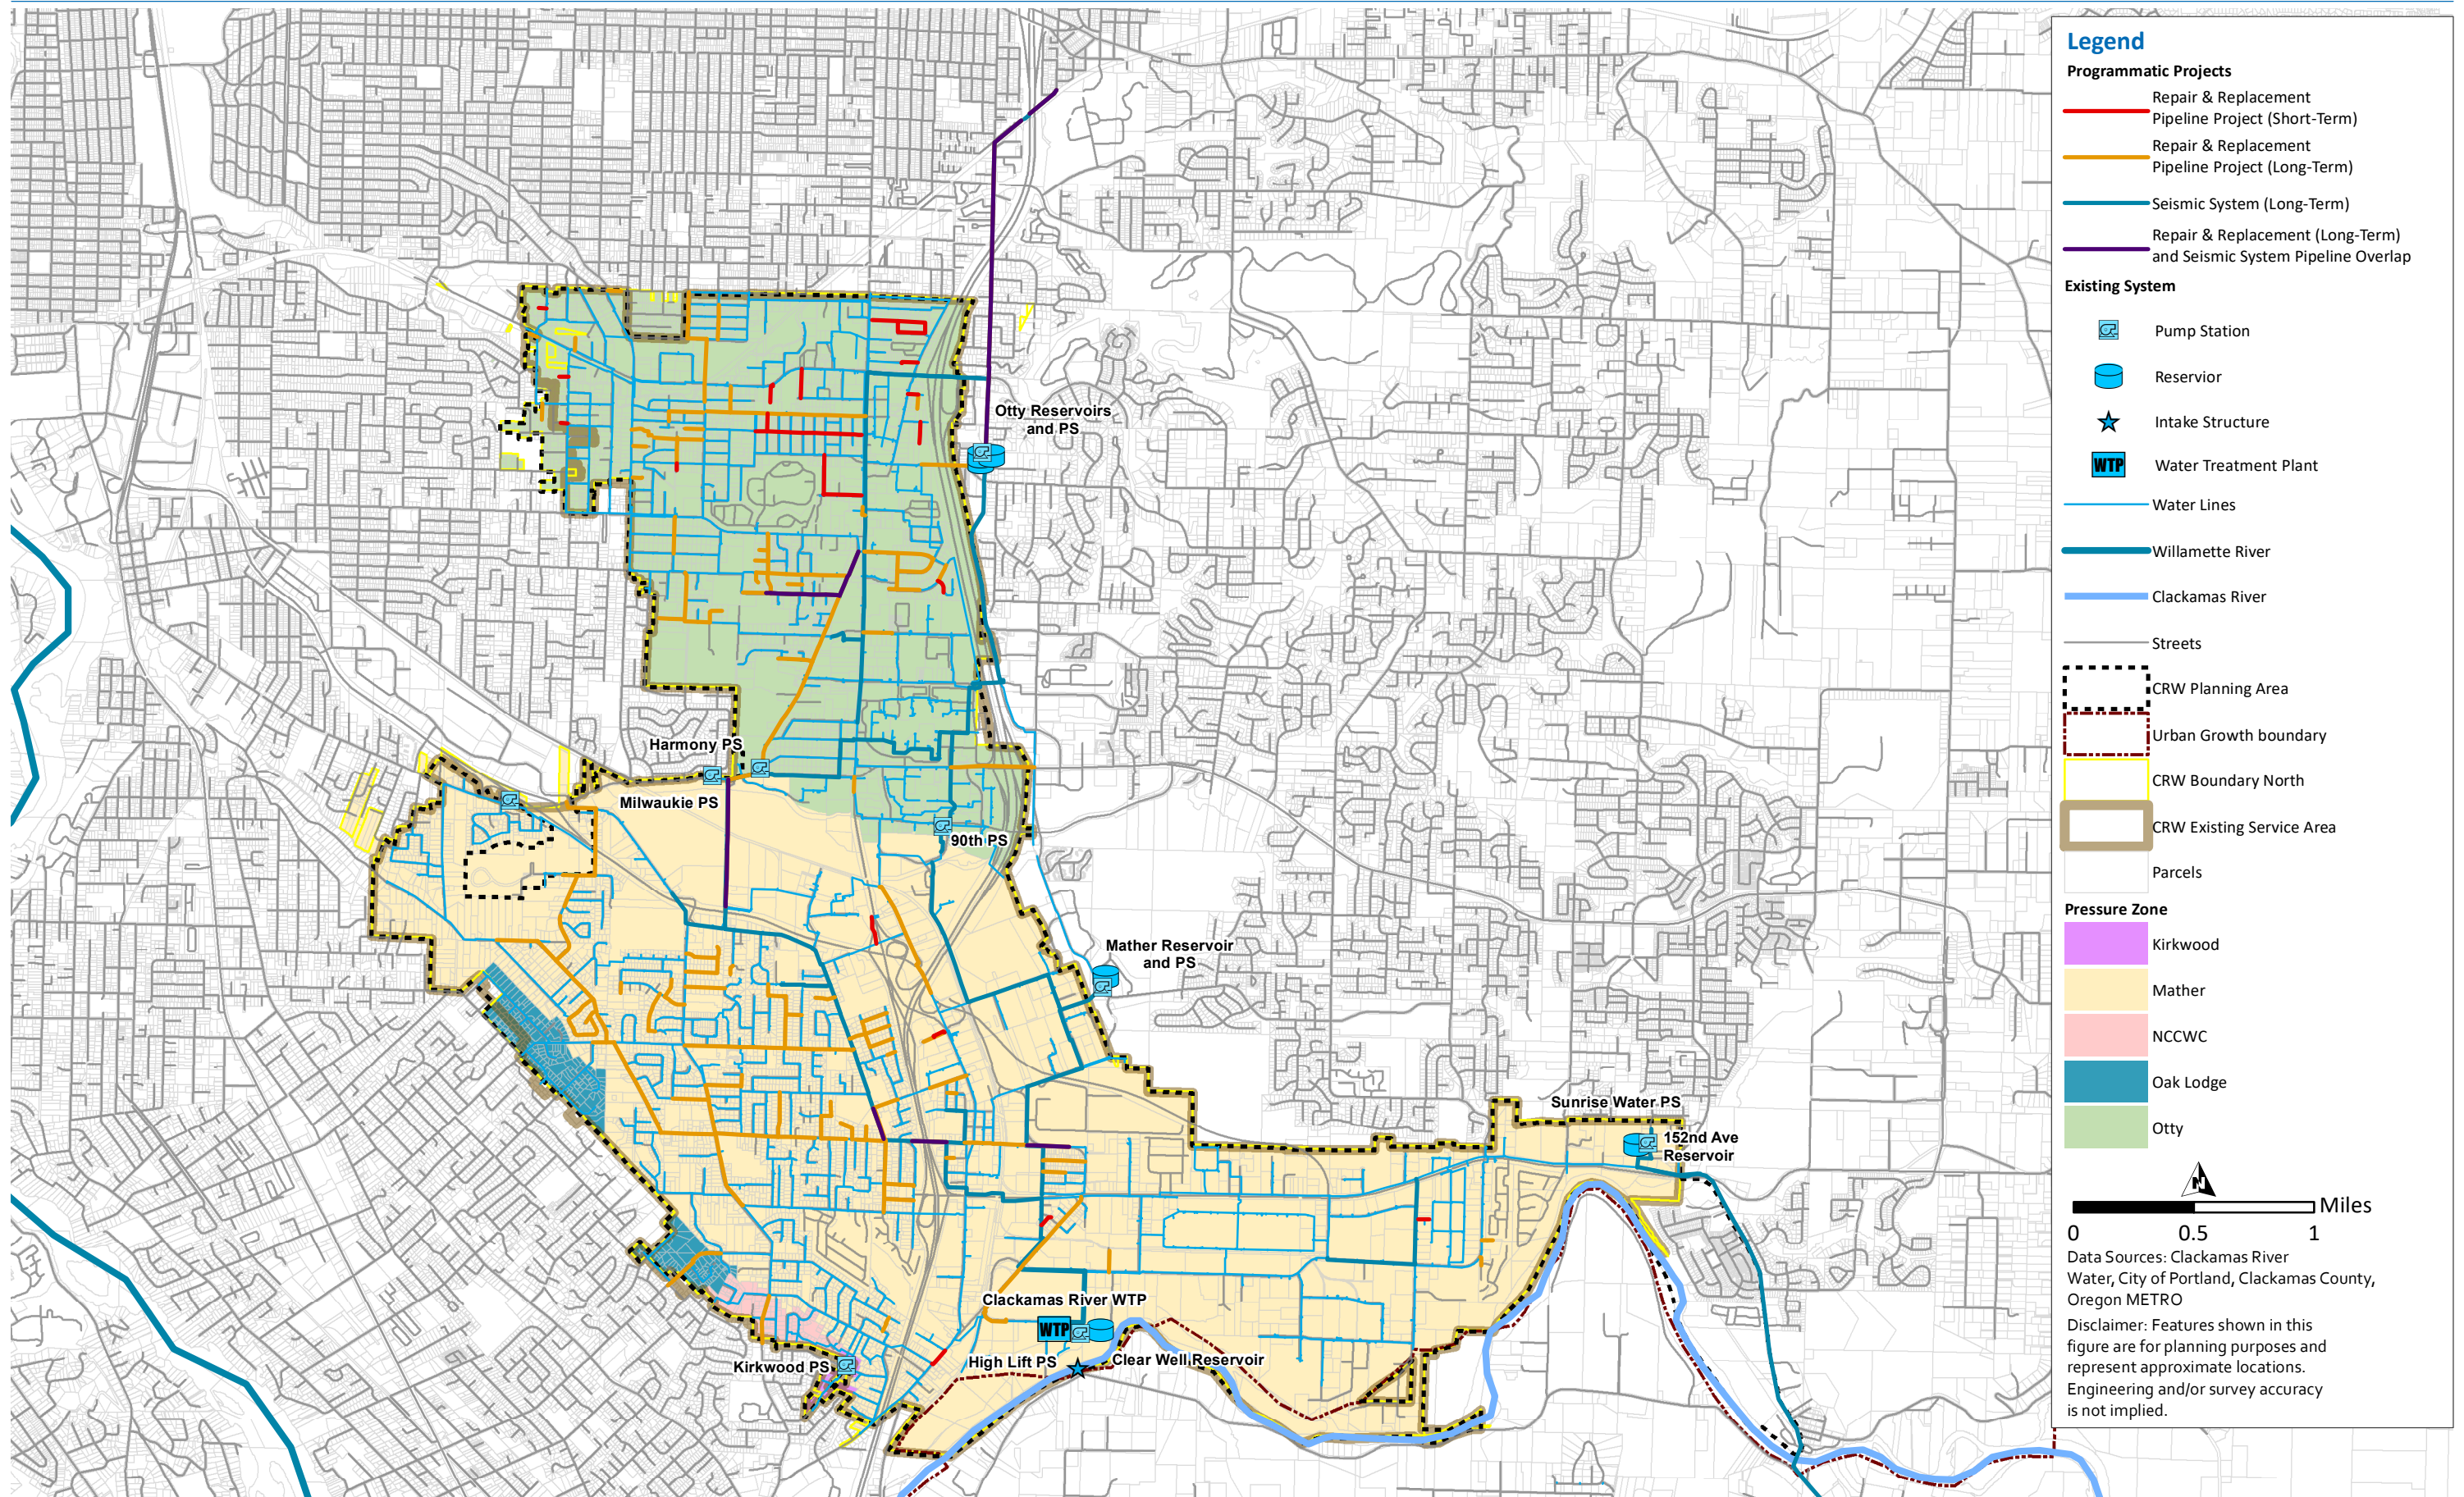 Legend
Programmatic Projects
Repair & Replacement
Pipeline Project (Short-Term)
Repair & Replacement
Pipeline Project (Long-Term)
Seismic System (Long-Term)
Repair & Replacement (Long-Term)
and Seismic System Pipeline Overlap
Existing System
Pump Station
Reservior
Intake Structure
WTP
Water Treatment Plant
Water Lines
Willamette River
Clackamas River
Streets
CRW Planning Area
Urban Growth boundary
CRW Boundary North
CRW Existing Service Area
Parcels
Pressure Zone
Kirkwood
Mather
NCCWC
Oak Lodge
Otty
N
Miles
0 0.5 1
Data Sources: Clackamas River
Water, City of Portland, Clackamas County,
Oregon METRO
Disclaimer: Features shown in this
figure are for planning purposes and
represent approximate locations.
Engineering and/or survey accuracy
is not implied.
Otty Reservoirs
and PS
Harmony PS
Milwaukie PS
90th PS
Mather Reservoir
and PS
Sunrise Water PS
152nd Ave
Reservoir
Clackamas River WTP
WTP
High Lift PS
Clear Well Reservoir
Kirkwood PS